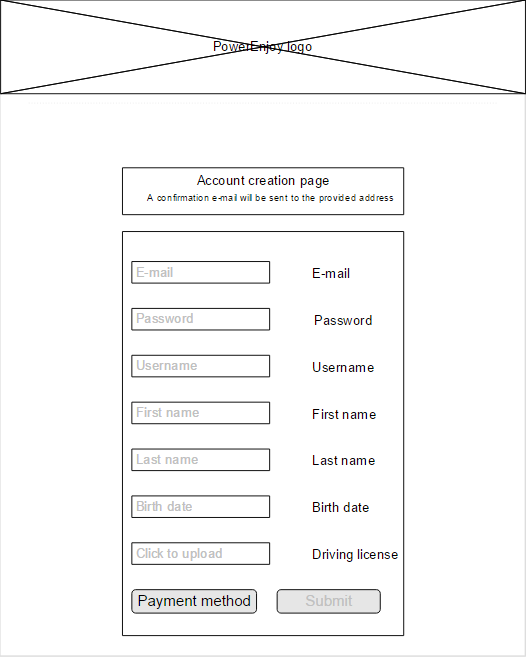 PowerEnjoy logo
Account creation page
A confirmation e-mail will be sent to the provided address
E-mail E-mail
Password Password
Username Username
First name First name
Last name Last name
Birth date Birth date
Click to upload Driving license
Payment method Submit